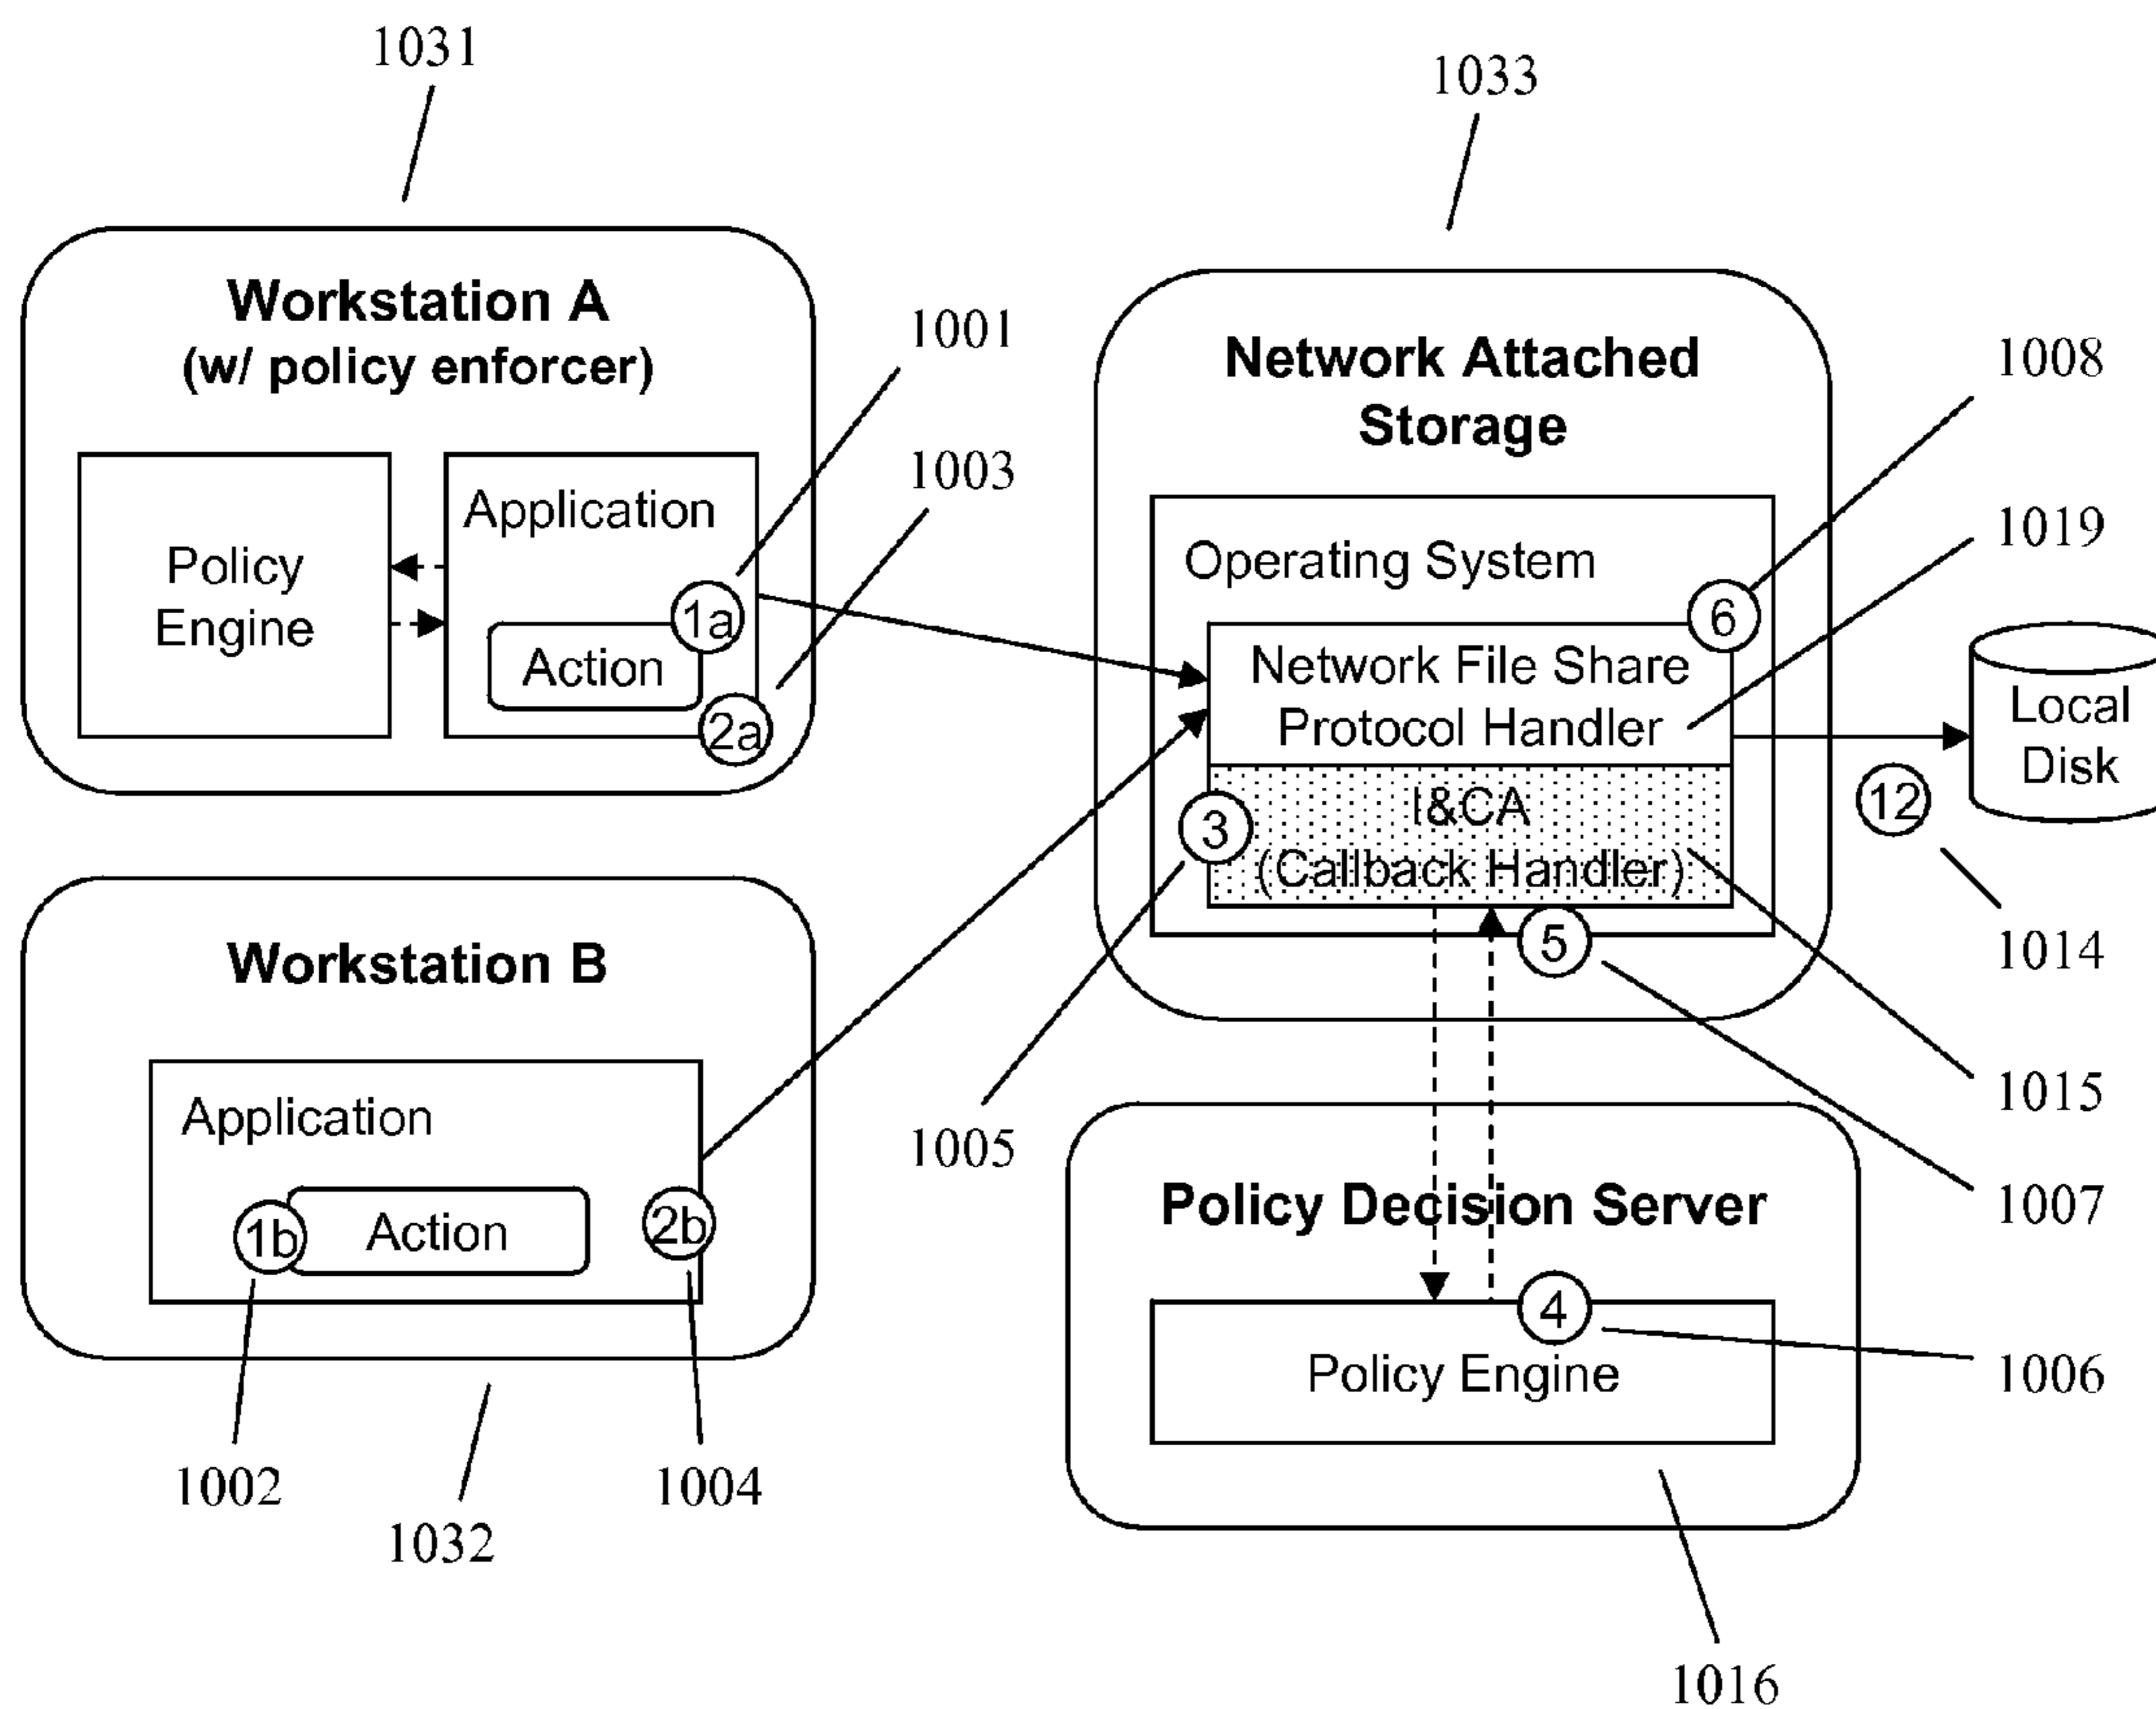 1031
1033
Workstation A
(w/ policy enforcer)
Policy
Engine
Application
Action
1a
2a
1001
1003
Network Attached
Storage
Operating System
6
Network File Share
Protocol Handler
I&CA
(Callback Handler)
3
5
1008
1019
Local
Disk
12
1014
1015
1007
1005
Workstation B
Application
1b
Action
2b
1002
1004
1032
Policy Decision Server
4
Policy Engine
1006
1016